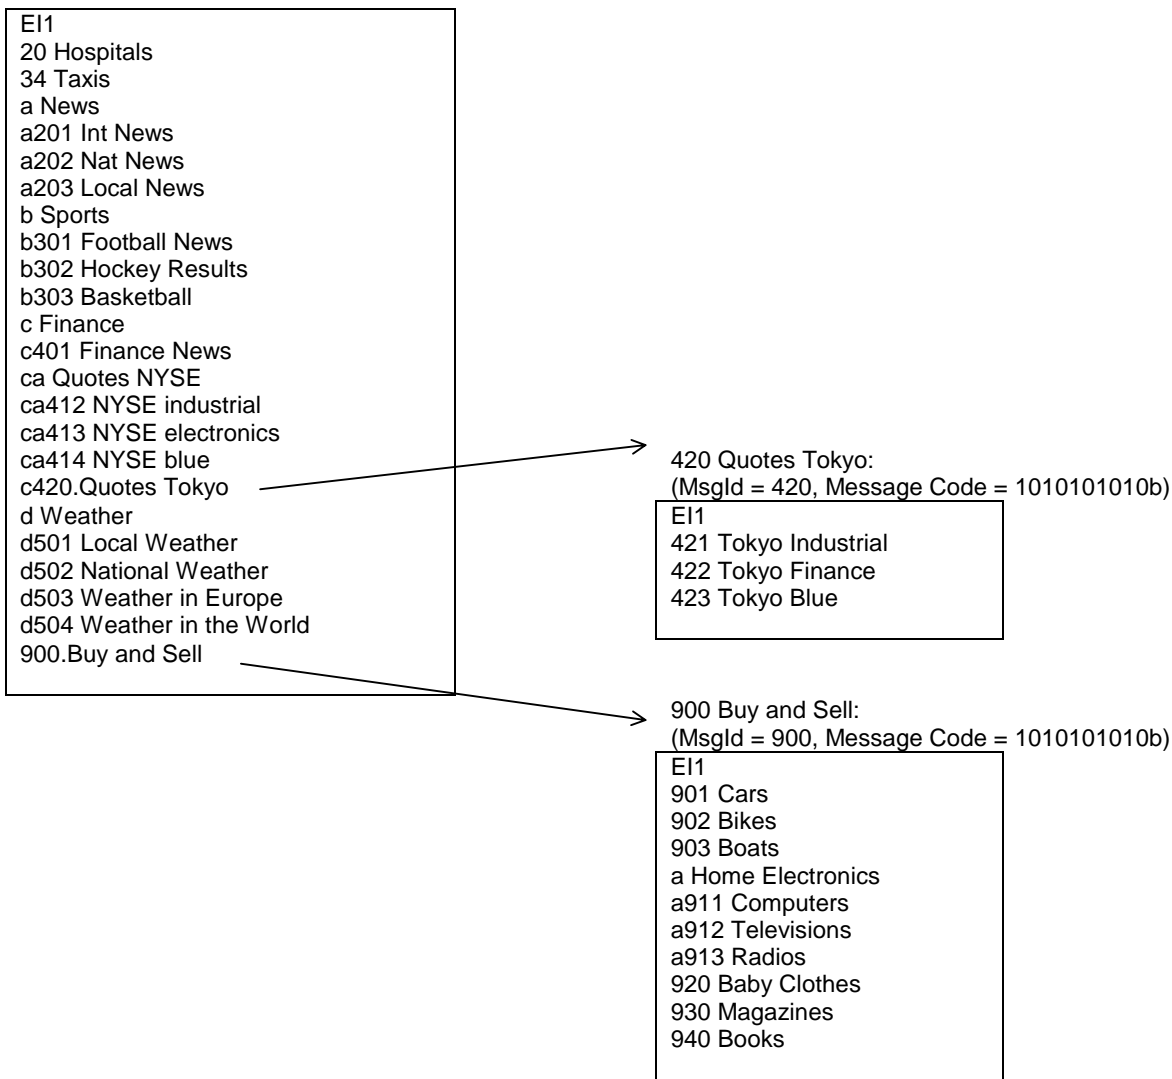 EI1
20 Hospitals
34 Taxis
a News
a201 Int News
a202 Nat News
a203 Local News
b Sports
b301 Football News
b302 Hockey Results
b303 Basketball
c Finance
c401 Finance News
ca Quotes NYSE
ca412 NYSE industrial
ca413 NYSE electronics
ca414 NYSE blue
c420.Quotes Tokyo
d Weather
d501 Local Weather
d502 National Weather
d503 Weather in Europe
d504 Weather in the World
900.Buy and Sell
420 Quotes Tokyo:
(MsgId = 420, Message Code = 1010101010b)
EI1
421 Tokyo Industrial
422 Tokyo Finance
423 Tokyo Blue
900 Buy and Sell:
(MsgId = 900, Message Code = 1010101010b)
EI1
901 Cars
902 Bikes
903 Boats
a Home Electronics
a911 Computers
a912 Televisions
a913 Radios
920 Baby Clothes
930 Magazines
940 Books